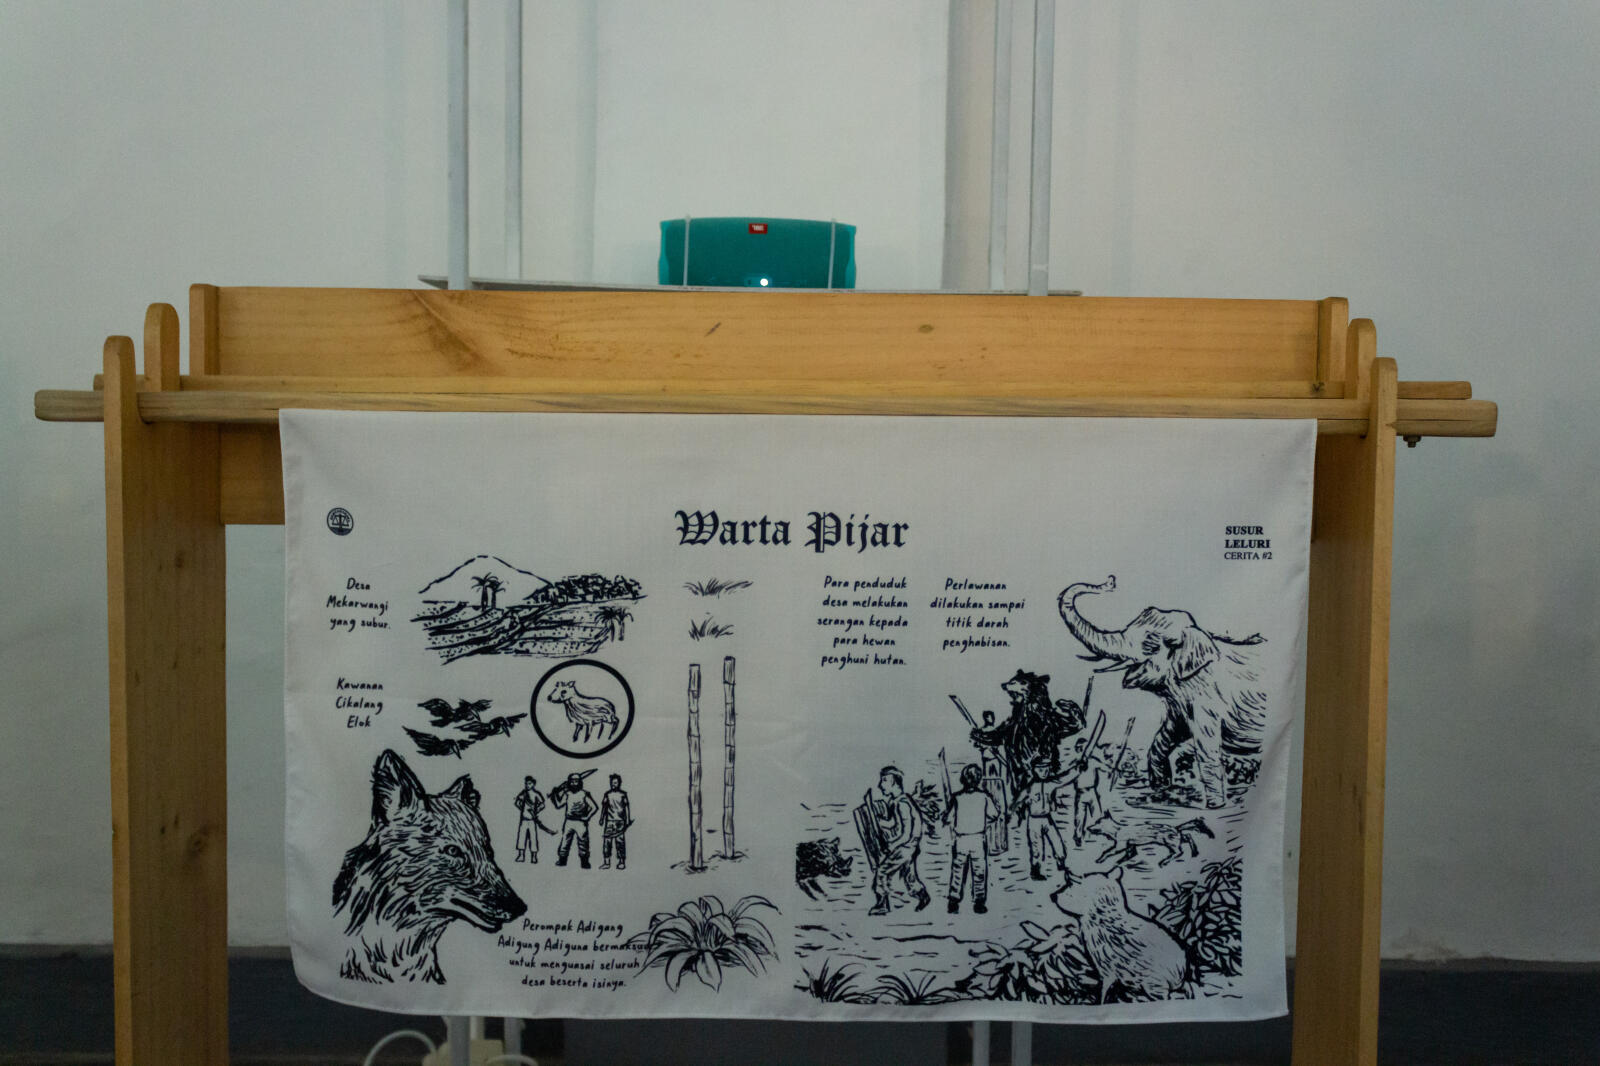 JBL
Warta Pijar
SUSUR
LELURI
CERITA #2
Desa
Mekarwangi
yang subur.
Kawanan
Cikalang
Elok
Perompak Adigang
Adigung Adiguna bermaksud
untuk menguasai seluruh
desa beserta isinya.
Para penduduk
desa melakukan
serangan kepada
para hewan
penghuni hutan.
Perlawanan
dilakukan sampai
titik darah
penghabisan.